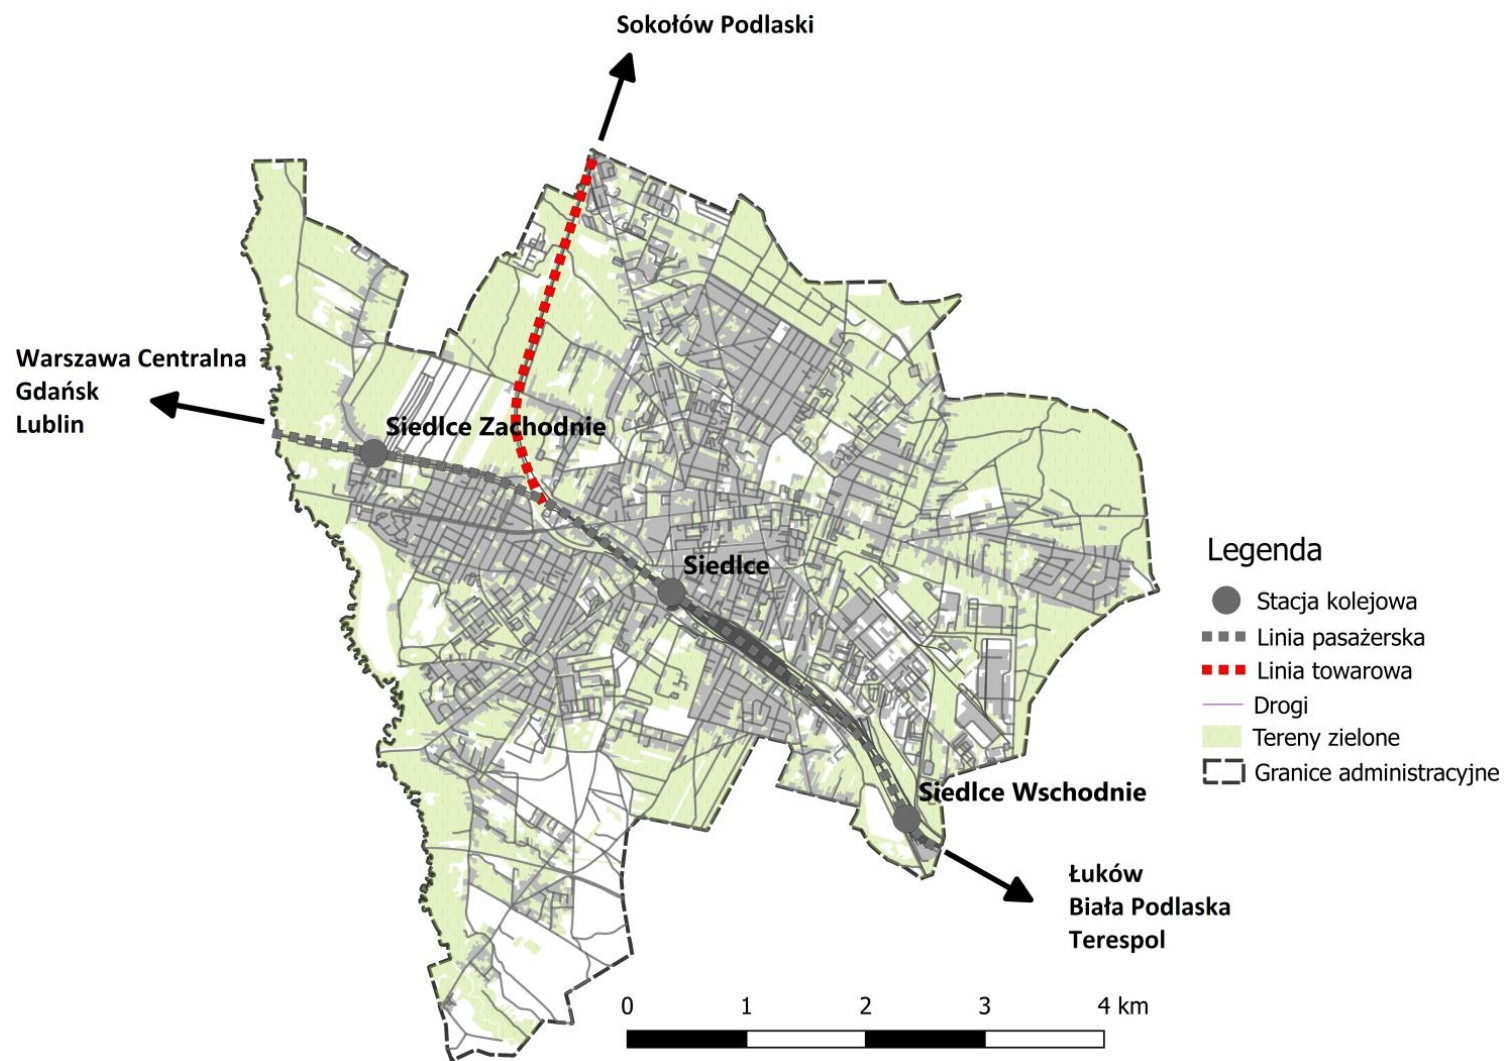 Sokołów Podlaski
Warszawa Centralna
Gdańsk
Lublin
Siedlce Zachodnie
Siedlce
Siedlce Wschodnie
Łuków
Biała Podlaska
Terespol
Legenda
Stacja kolejowa
Linia pasażerska
Linia towarowa
Drogi
Tereny zielone
Granice administracyjne
0 1 2 3 4 km